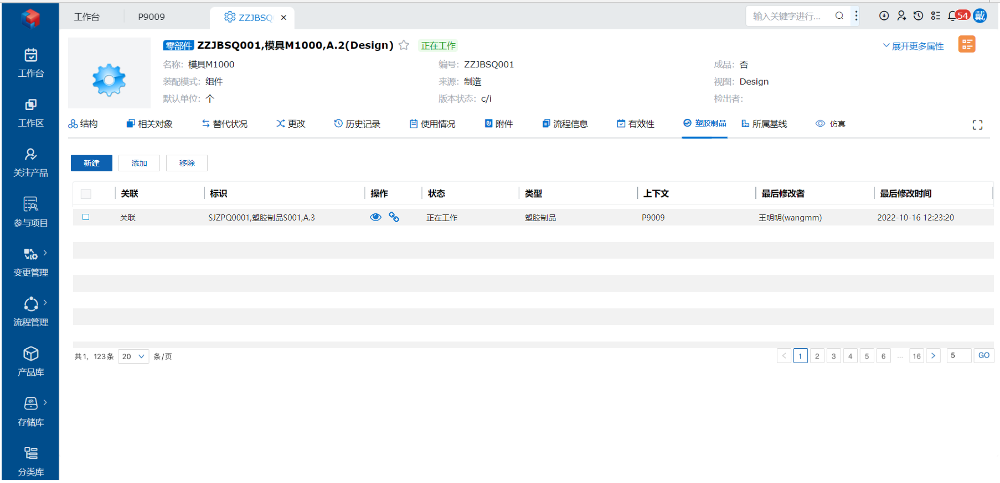 工作台 P9009 ZZJBSQ 输入关键字进行... 54 戴
工作台
工作区
关注产品
参与项目
变更管理
流程管理
产品库
存储库
分类库
零部件 ZZJBSQ001,模具M1000,A.2(Design) 正在工作 展开更多属性
名称: 模具M1000 编号: ZZJBSQ001 成品: 否
装配模式: 组件 来源: 制造 视图: Design
默认单位: 个 版本状态: c/i 检出者:
结构 相关对象 替代状况 更改 历史记录 使用情况 附件 流程信息 有效性 塑胶制品 所属基线 仿真
新建 添加 移除
关联 标识 操作 状态 类型 上下文 最后修改者 最后修改时间
关联 SJZPQ0001,塑胶制品S001,A.3 正在工作 塑胶制品 P9009 王明明(wangmm) 2022-10-16 12:23:20
共1, 123条 20 条/页 1 2 3 4 5 6 ... 16 5 GO